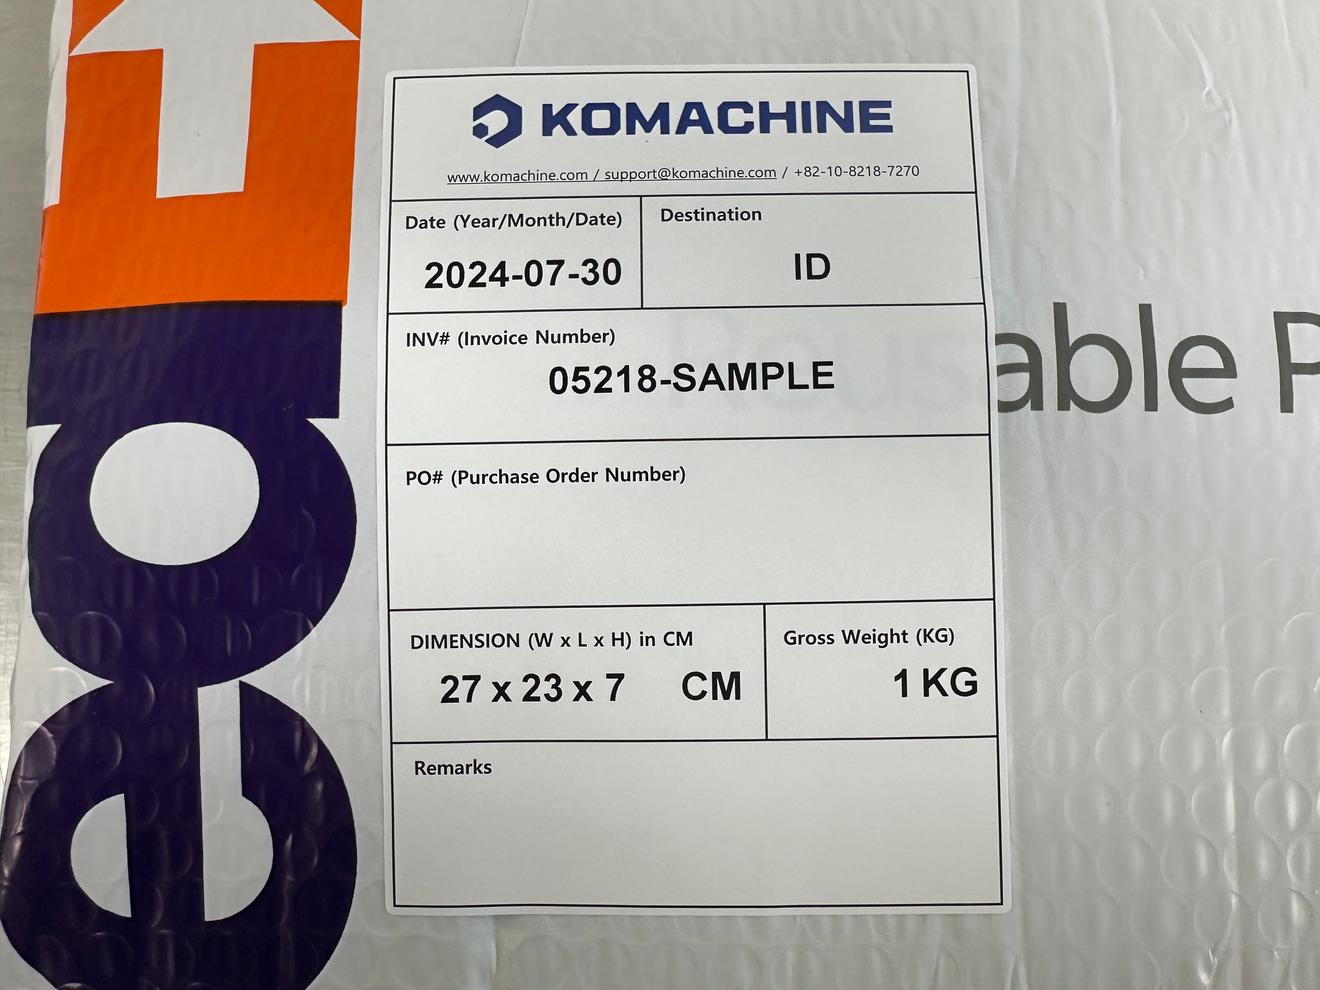 KOMACHINE
www.komachine.com / support@komachine.com / +82-10-8218-7270
Date (Year/Month/Date)
2024-07-30
Destination
ID
INV# (Invoice Number)
05218-SAMPLE
PO# (Purchase Order Number)
DIMENSION (W x L x H) in CM
27 x 23 x 7 CM
Gross Weight (KG)
1 KG
Remarks
able P
edE